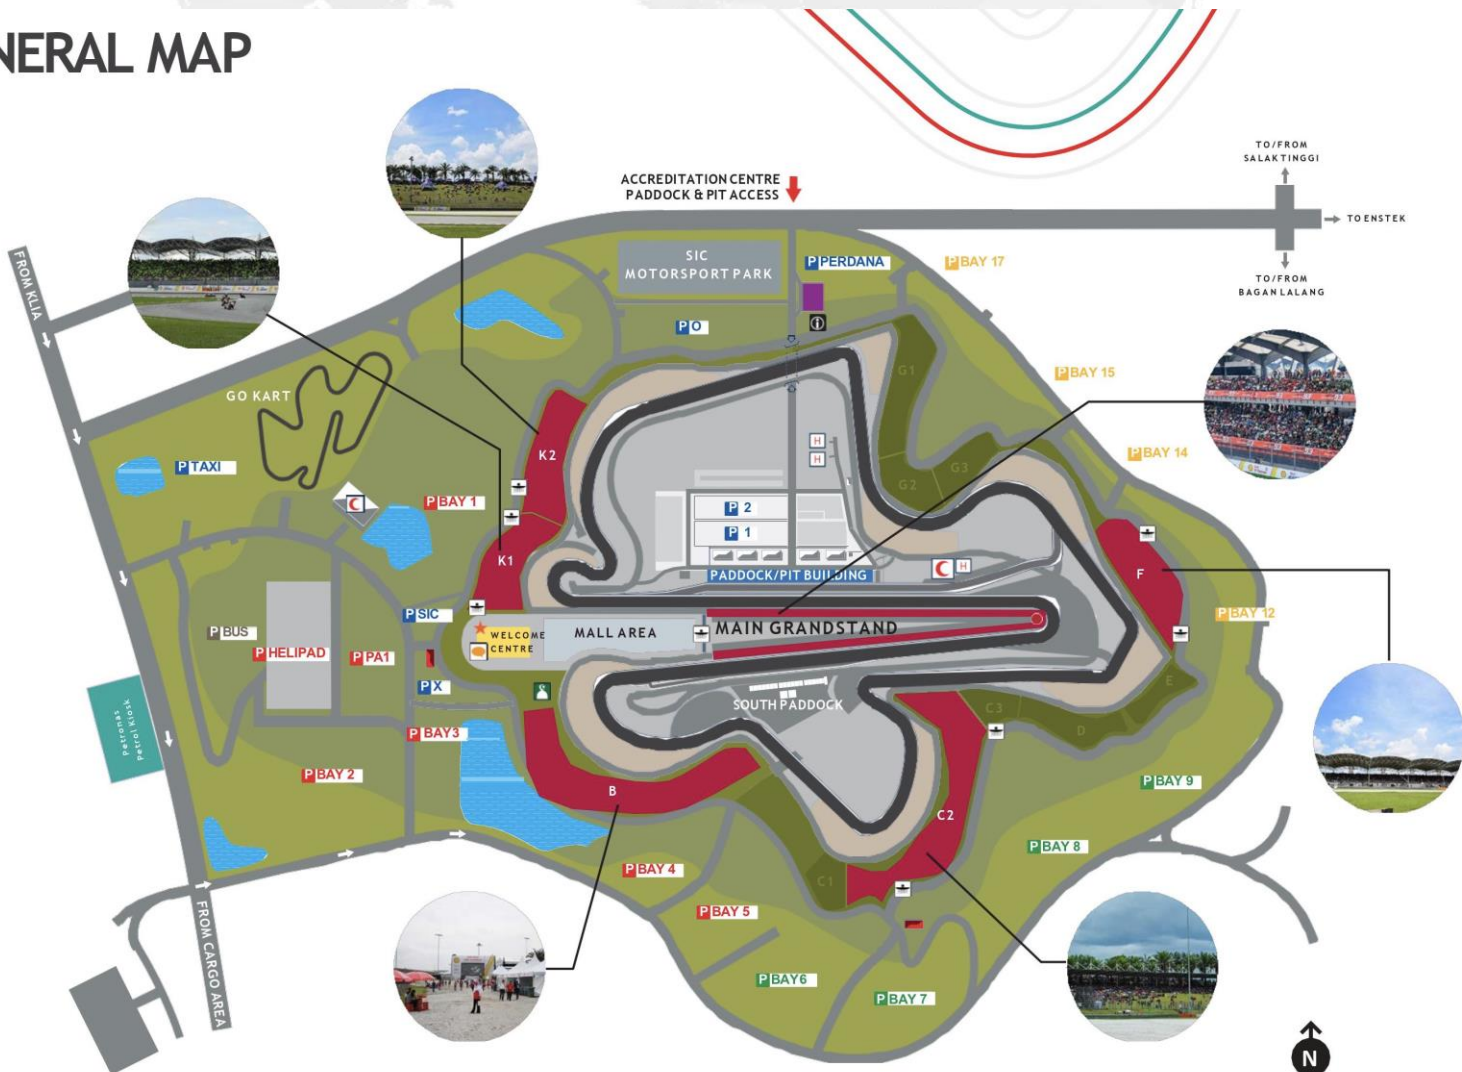 NERAL MAP
TO/FROM
SALAK TINGGI
ACCREDITATION CENTRE
PADDOCK & PIT ACCESS
TO ENSTEK
TO/FROM
BAGAN LALANG
FROM KLIA
SIC
MOTORSPORT PARK
P PERDANA
P BAY 17
P O
G1
P BAY 15
GO KART
K2
P TAXI
P BAY 14
G3
G2
H
H
P BAY 1
P 2
P 1
K1
PADDOCK/PIT BUILDING
H
F
P SIC
P BAY 12
P BUS
WELCOME
CENTRE
MALL AREA
MAIN GRANDSTAND
P HELIPAD
P PA1
P X
E
SOUTH PADDOCK
C3
D
Petronas
Petrol Kiosk
P BAY3
P BAY 2
P BAY 9
B
C2
P BAY 8
P BAY 4
C1
P BAY 5
FROM CARGO AREA
P BAY6
P BAY 7
N